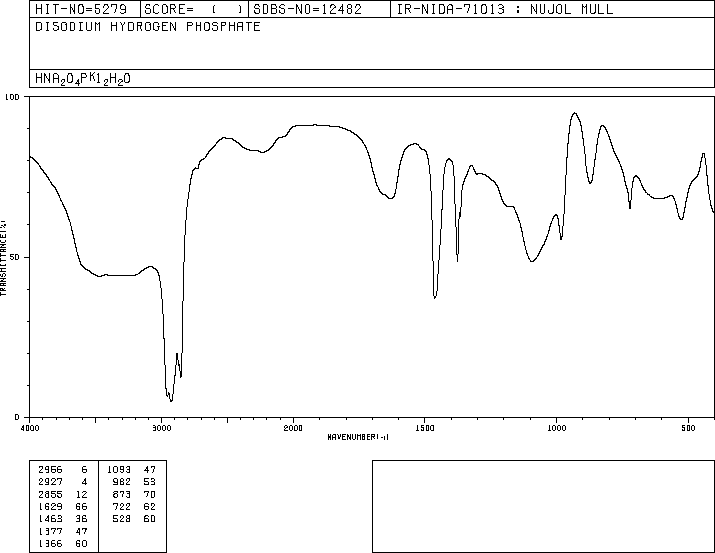 HIT-NO=5279 SCORE= ( ) SDBS-NO=12482 IR-NIDA-71013 : NUJOL MULL
DISODIUM HYDROGEN PHOSPHATE
HNA2O4P*12H2O
100
50
0
TRANSMITTANCE(%)
4000 3000 2000 1500 1000 500
WAVENUMBER(-1)
2956 6 1093 47
2927 4 982 53
2855 12 873 70
1629 66 722 62
1463 36 528 60
1377 47
1366 60